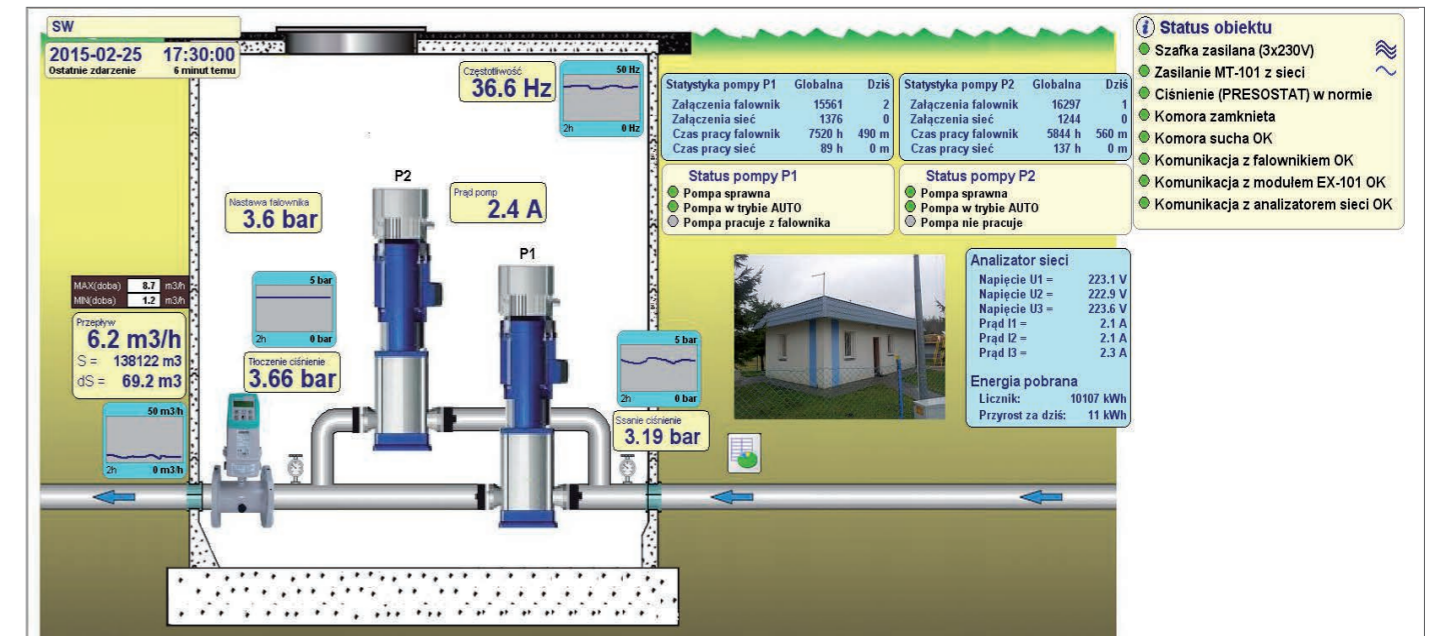 SW
2015-02-25 17:30:00
Ostatnie zdarzenie 6 minut temu
Częstotliwość
36.6 Hz
50 Hz
2h 0 Hz
P2
Nastawa falownika
3.6 bar
Prąd pomp
2.4 A
P1
5 bar
2h 0 bar
Tłoczenie ciśnienie
3.66 bar
MAX(doba) 8.7 m3/h
MIN(doba) 1.2 m3/h
Przepływ
6.2 m3/h
S = 138122 m3
dS = 69.2 m3
50 m3/h
2h 0 m3/h
5 bar
2h 0 bar
Ssanie ciśnienie
3.19 bar
Statystyka pompy P1 Globalna Dziś
Załączenia falownik 15561 2
Załączenia sieć 1376 0
Czas pracy falownik 7520 h 490 m
Czas pracy sieć 89 h 0 m
Statystyka pompy P2 Globalna Dziś
Załączenia falownik 16297 1
Załączenia sieć 1244 0
Czas pracy falownik 5844 h 560 m
Czas pracy sieć 137 h 0 m
Status pompy P1
Pompa sprawna
Pompa w trybie AUTO
Pompa pracuje z falownika
Status pompy P2
Pompa sprawna
Pompa w trybie AUTO
Pompa nie pracuje
Analizator sieci
Napięcie U1 = 223.1 V
Napięcie U2 = 222.9 V
Napięcie U3 = 223.6 V
Prąd I1 = 2.1 A
Prąd I2 = 2.1 A
Prąd I3 = 2.3 A
Energia pobrana
Licznik: 10107 kWh
Przyrost za dziś: 11 kWh
i Status obiektu
Szafka zasilana (3x230V)
Zasilanie MT-101 z sieci
Ciśnienie (PRESOSTAT) w normie
Komora zamknieta
Komora sucha OK
Komunikacja z falownikiem OK
Komunikacja z modułem EX-101 OK
Komunikacja z analizatorem sieci OK